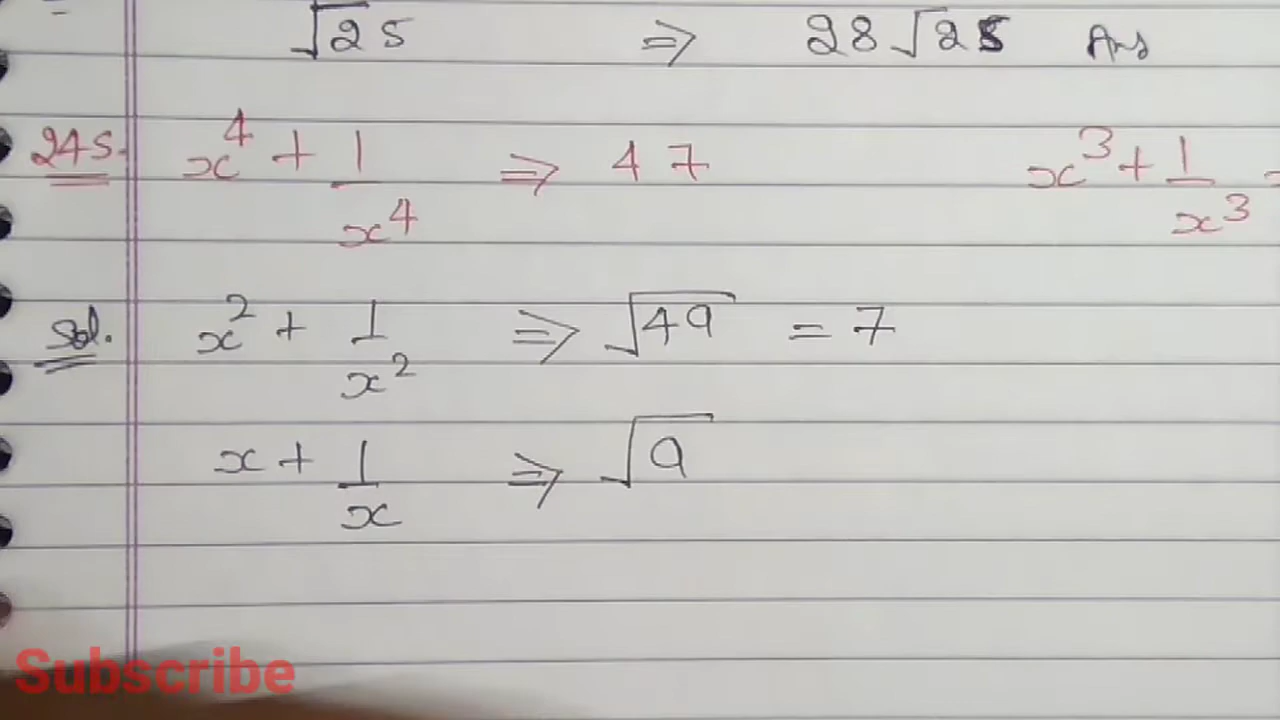 √25 ⇒ 28√25 Ans
245. x⁴ + 1/x⁴ ⇒ 47 x³ + 1/x³ =
Sol. x² + 1/x² ⇒ √49 = 7
x + 1/x ⇒ √9
Subscribe